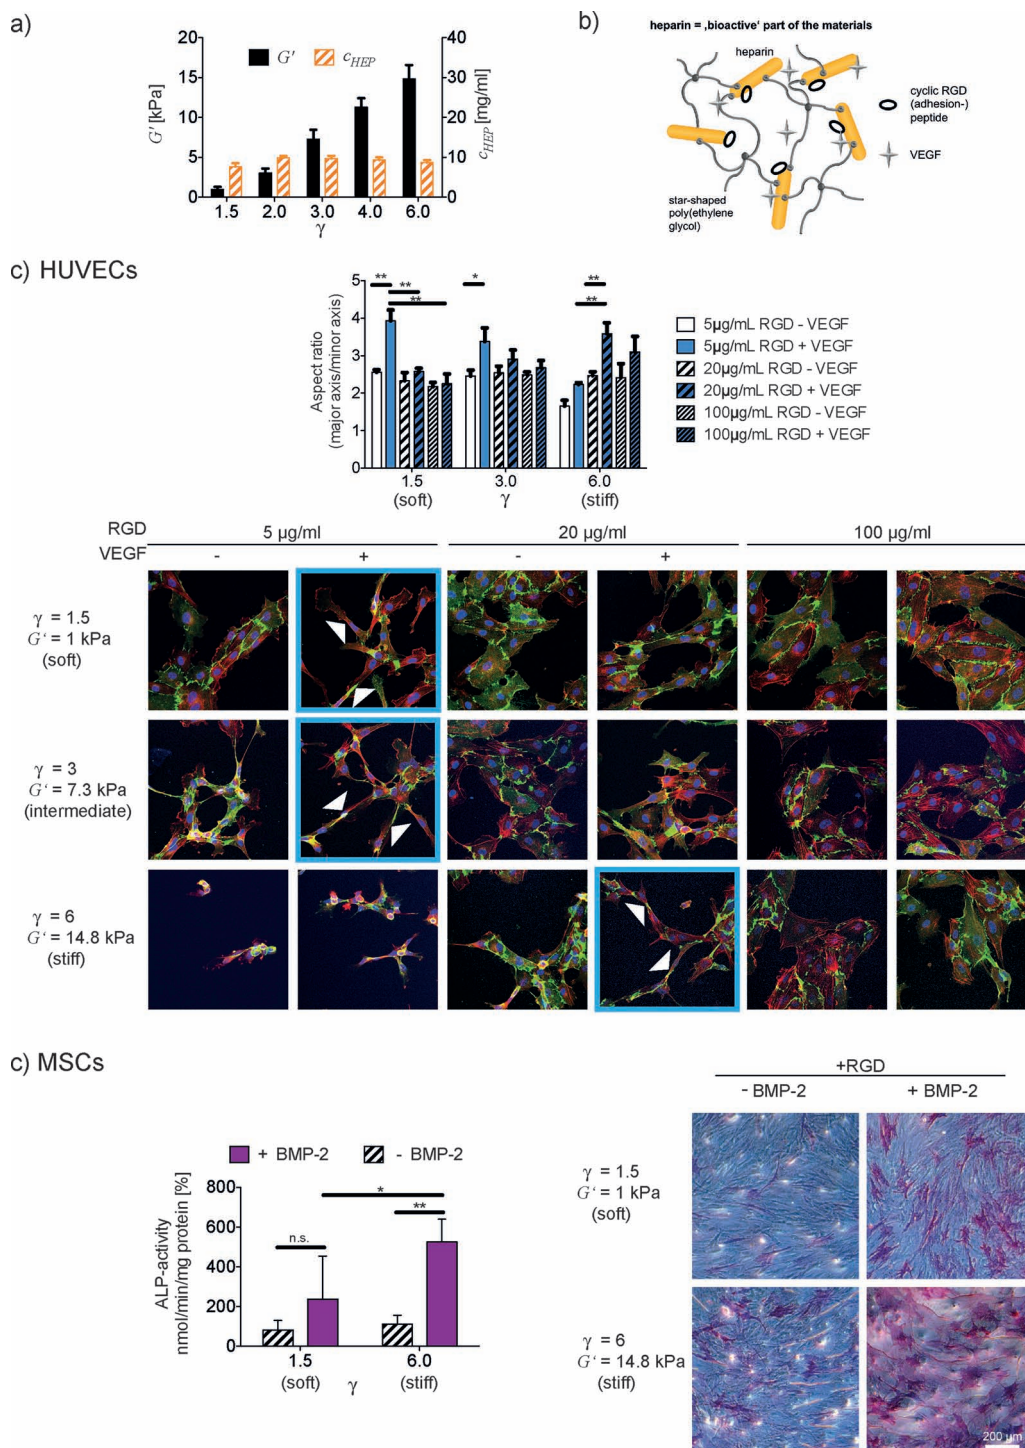 a)
20
15
10
5
0
G' [kPa]
G'
c_HEP
40
30
20
10
0
c_HEP [mg/ml]
1.5 2.0 3.0 4.0 6.0
γ
b)
heparin = ‚bioactive' part of the materials
heparin
cyclic RGD
(adhesion-)
peptide
VEGF
star-shaped
poly(ethylene
glycol)
c) HUVECs
Aspect ratio
(major axis/minor axis)
5
4
3
2
1
0
** ** ** * ** **
1.5 3.0 6.0
(soft) γ (stiff)
5µg/mL RGD - VEGF
5µg/mL RGD + VEGF
20µg/mL RGD - VEGF
20µg/mL RGD + VEGF
100µg/mL RGD - VEGF
100µg/mL RGD + VEGF
RGD 5 µg/ml 20 µg/ml 100 µg/ml
VEGF - + - +
γ = 1.5
G' = 1 kPa
(soft)
γ = 3
G' = 7.3 kPa
(intermediate)
γ = 6
G' = 14.8 kPa
(stiff)
c) MSCs
+ BMP-2 - BMP-2
ALP-activity
nmol/min/mg protein [%]
800
600
400
200
0
n.s. * **
1.5 6.0
(soft) γ (stiff)
+RGD
- BMP-2 + BMP-2
γ = 1.5
G' = 1 kPa
(soft)
γ = 6
G' = 14.8 kPa
(stiff)
200 µm